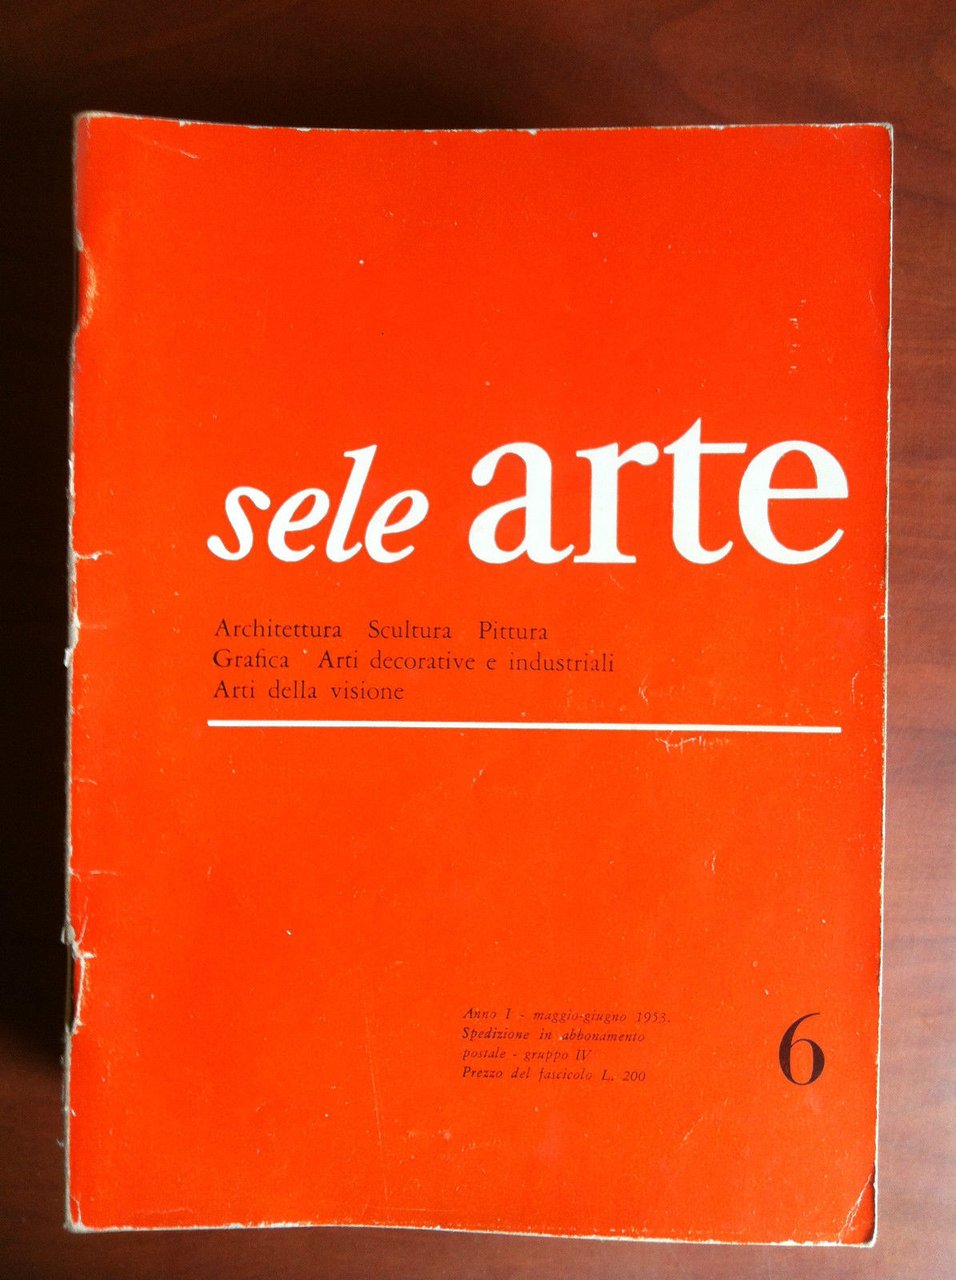 sele arte
Architettura Scultura Pittura
Grafica Arti decorative e industriali
Arti della visione
Anno I - maggio-giugno 1953.
Spedizione in abbonamento
postale - gruppo IV
Prezzo del fascicolo L. 200
6